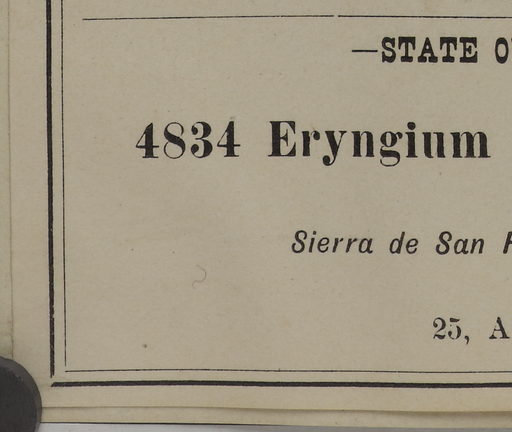 —STATE
4834 Eryngium
Sierra de San
25, A